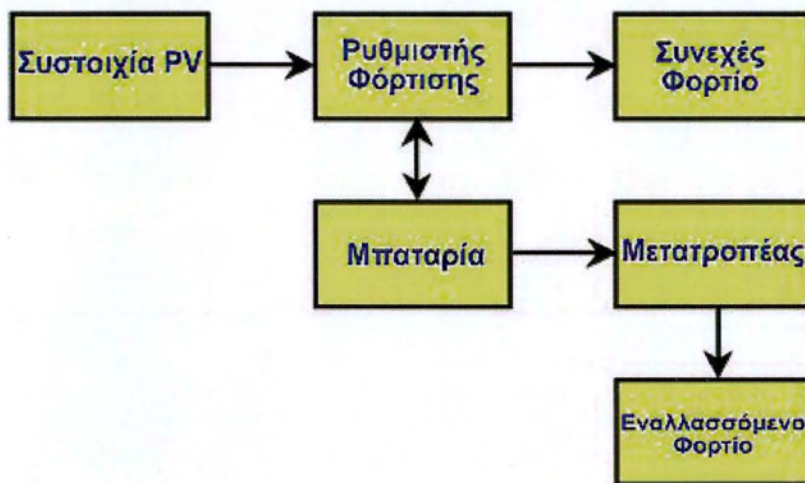 Συστοιχία PV
Ρυθμιστής
Φόρτισης
Συνεχές
Φορτίο
Μπαταρία
Μετατροπέας
Εναλλασσόμενο
Φορτίο